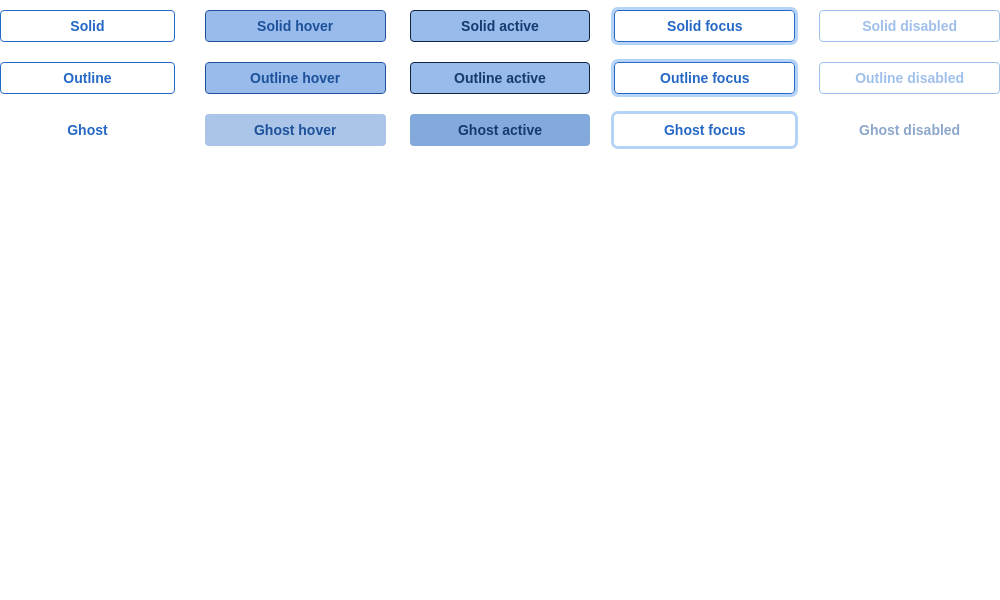 Solid
Solid hover
Solid active
Solid focus
Solid disabled
Outline
Outline hover
Outline active
Outline focus
Outline disabled
Ghost
Ghost hover
Ghost active
Ghost focus
Ghost disabled